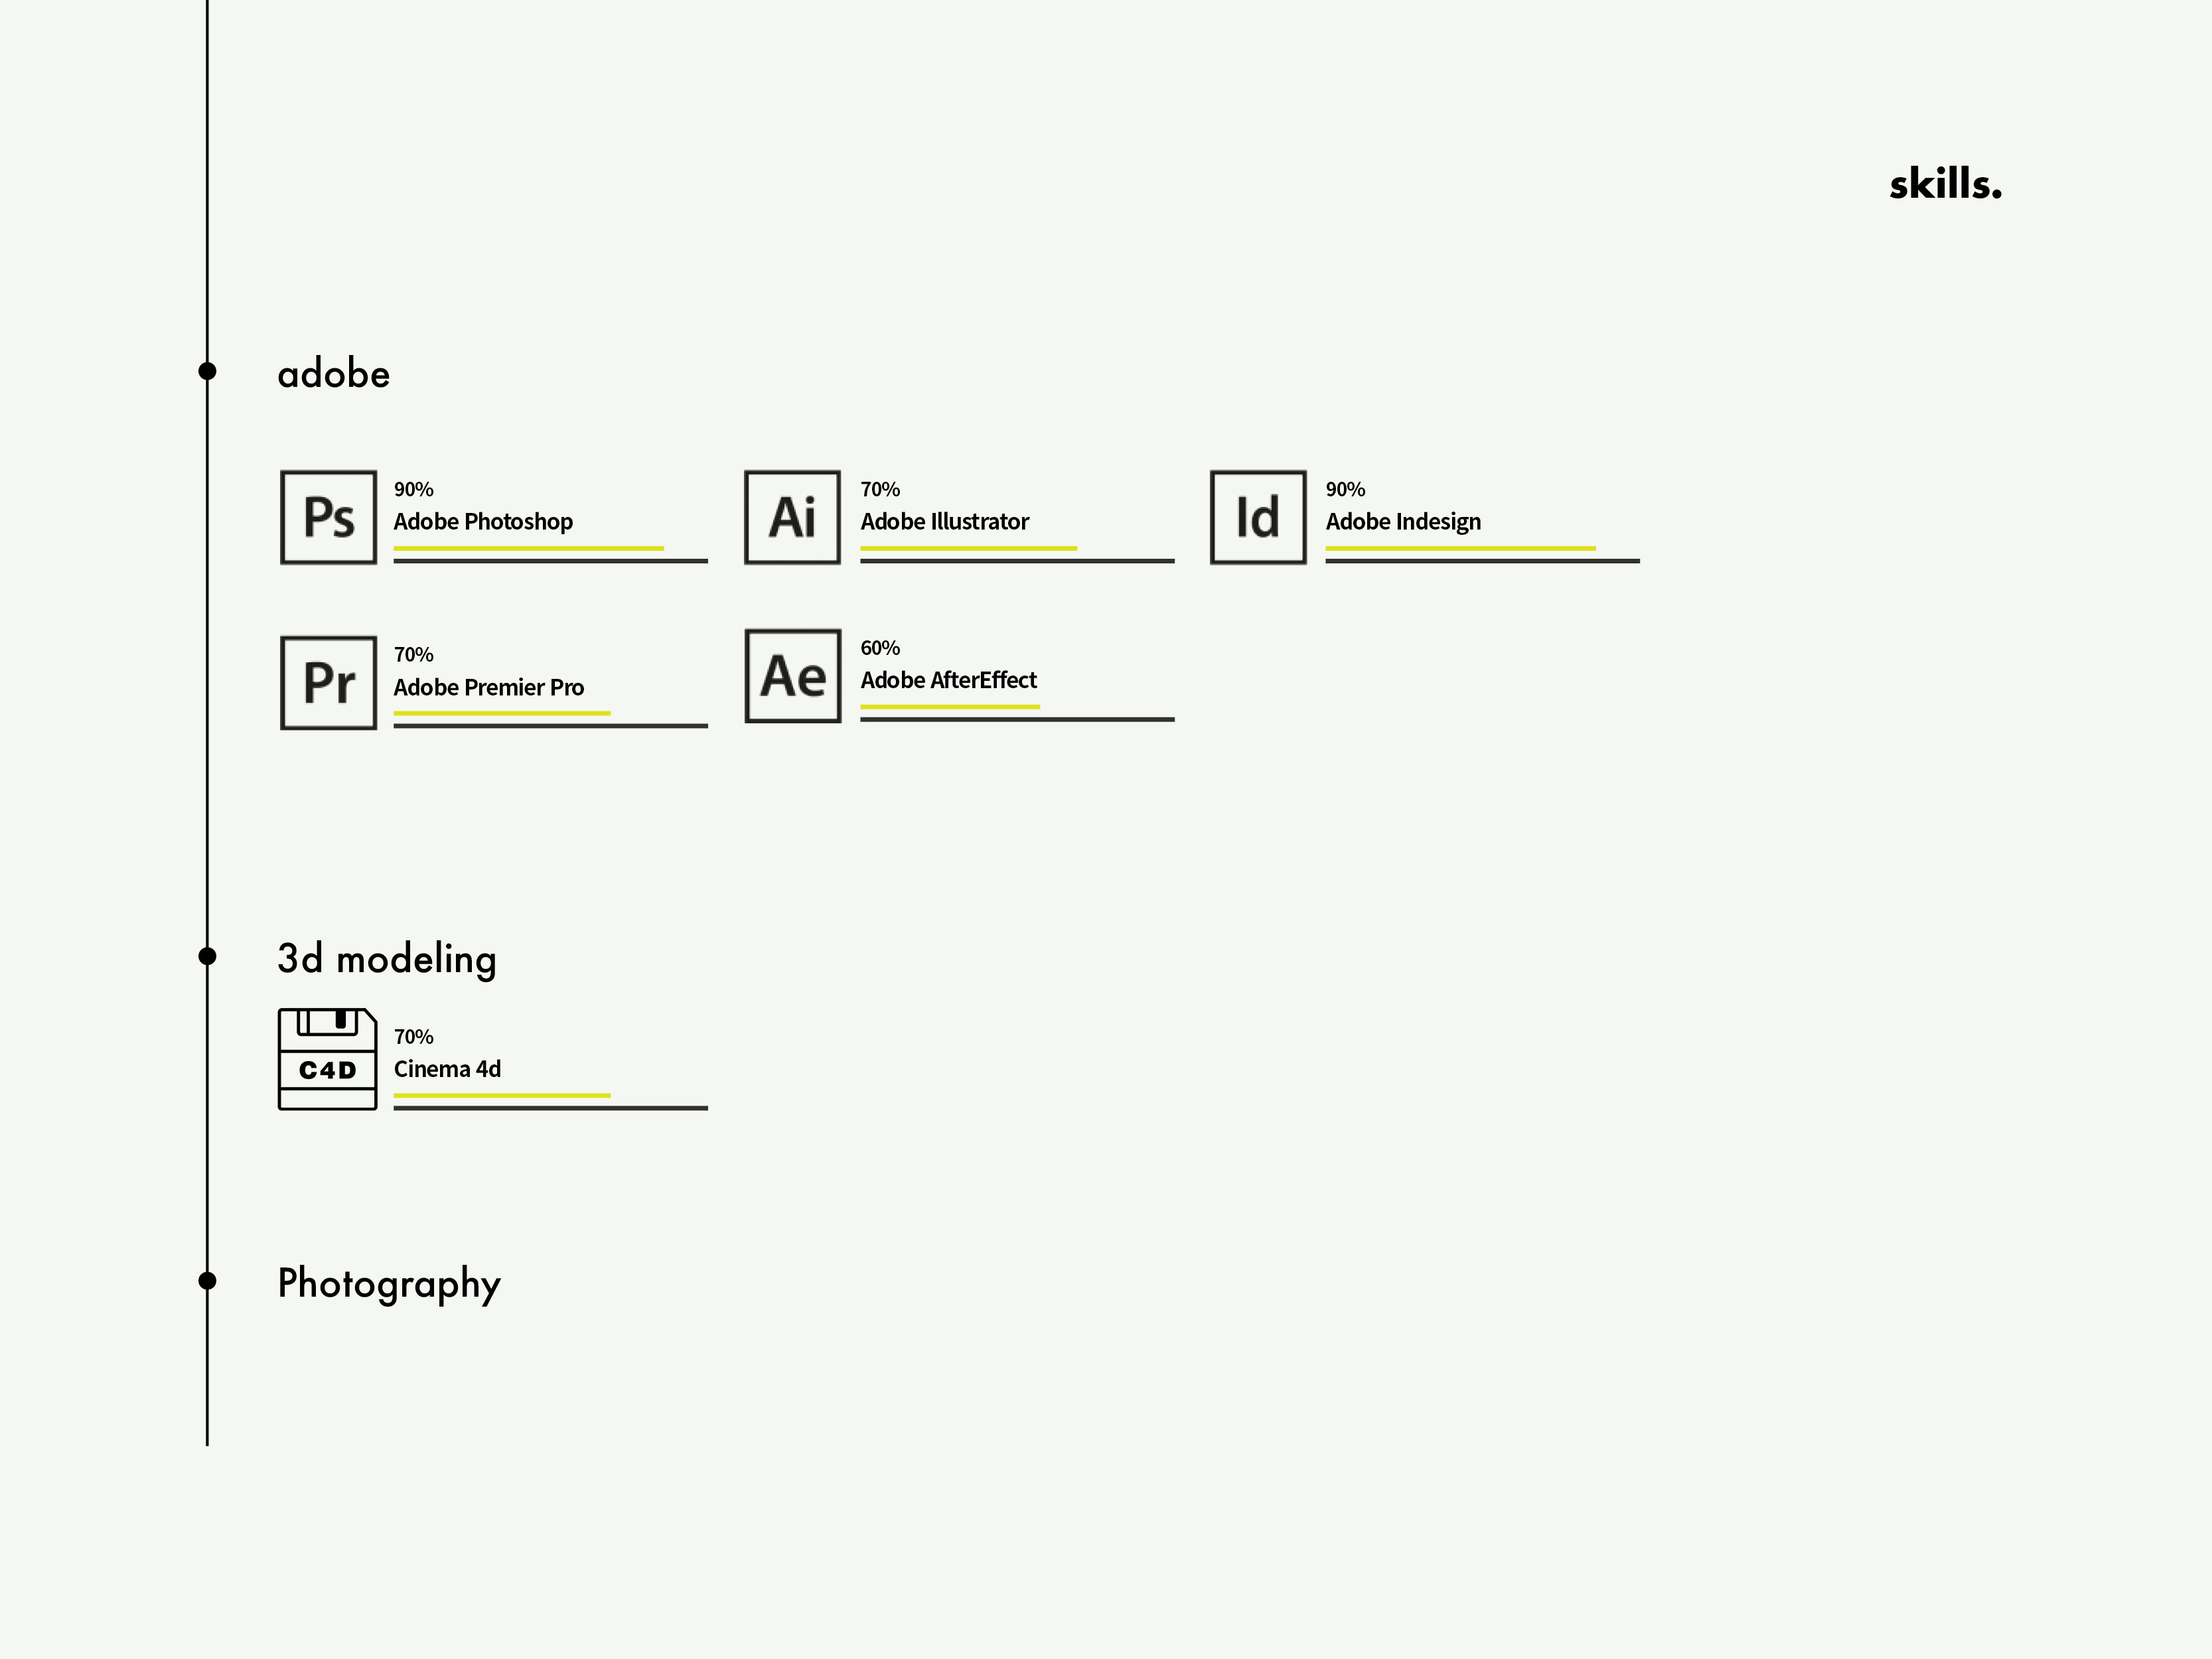 skills.
adobe
Ps
90%
Adobe Photoshop
Ai
70%
Adobe Illustrator
Id
90%
Adobe Indesign
Pr
70%
Adobe Premier Pro
Ae
60%
Adobe AfterEffect
3d modeling
C4D
70%
Cinema 4d
Photography